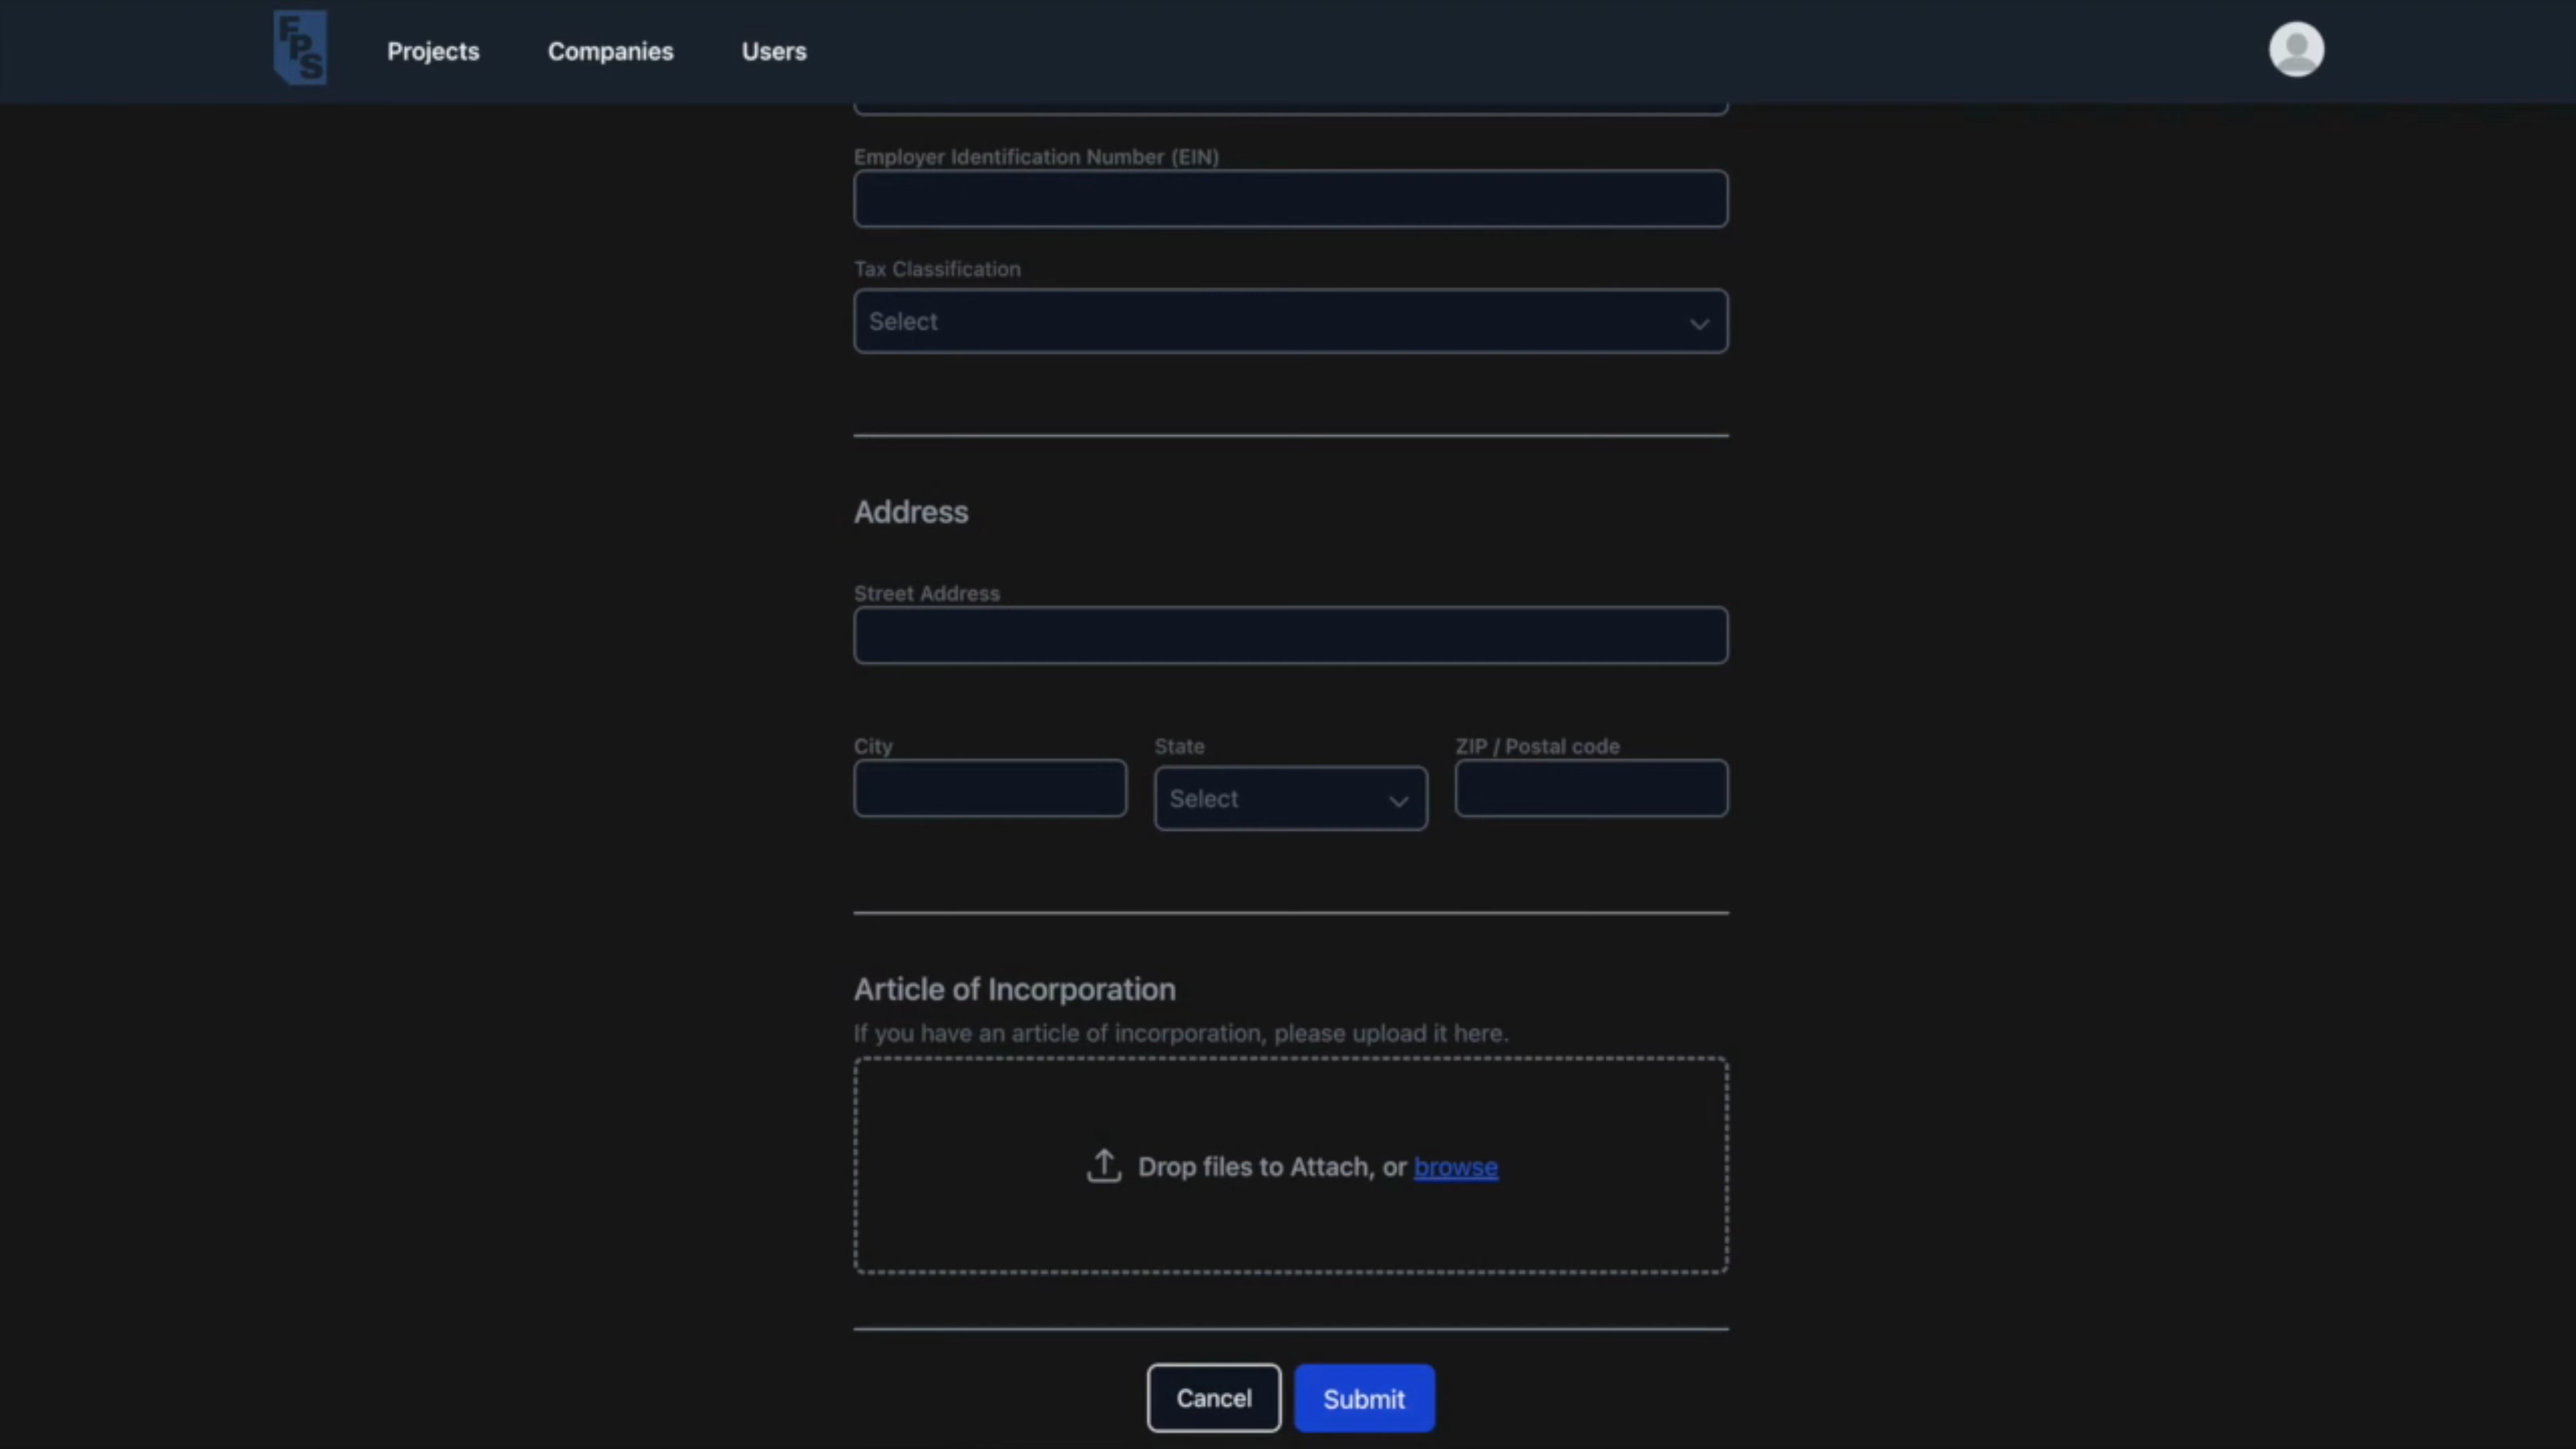 FPS
Projects Companies Users
Employer Identification Number (EIN)
Tax Classification
Select
Address
Street Address
City State ZIP / Postal code
Select
Article of Incorporation
If you have an article of incorporation, please upload it here.
Drop files to Attach, or browse
Cancel Submit